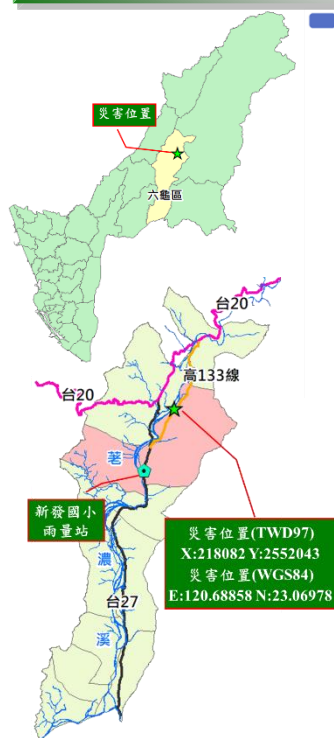 災害位置
六龜區
台20
高133線
台20
荖
新發國小
雨量站
災害位置(TWD97)
X:218082 Y:2552043
災害位置(WGS84)
E:120.68858 N:23.06978
濃
台27
溪